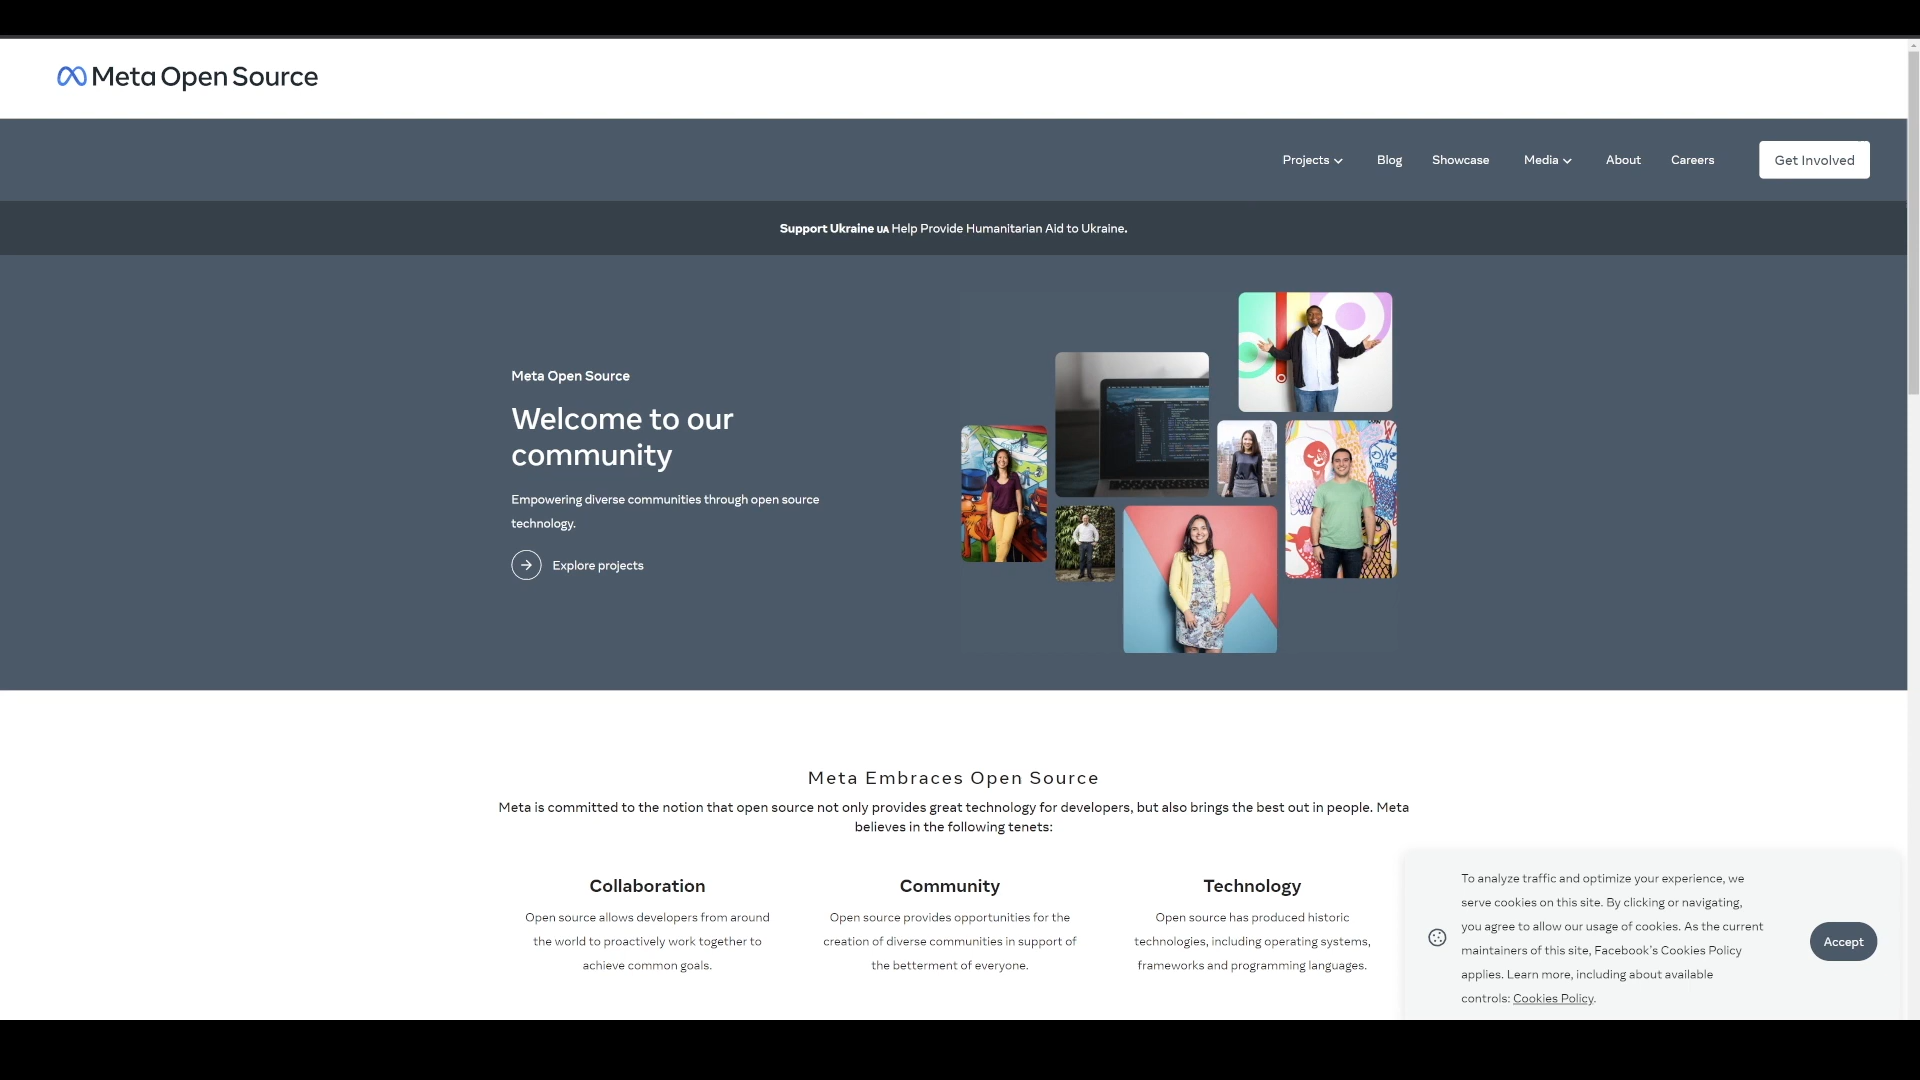 Meta Open Source
Projects
Blog
Showcase
Media
About
Careers
Get Involved
Support Ukraine UA Help Provide Humanitarian Aid to Ukraine.
Meta Open Source
Welcome to our
community
Empowering diverse communities through open source
technology.
Explore projects
Meta Embraces Open Source
Meta is committed to the notion that open source not only provides great technology for developers, but also brings the best out in people. Meta
believes in the following tenets:
Collaboration
Open source allows developers from around
the world to proactively work together to
achieve common goals.
Community
Open source provides opportunities for the
creation of diverse communities in support of
the betterment of everyone.
Technology
Open source has produced historic
technologies, including operating systems,
frameworks and programming languages.
To analyze traffic and optimize your experience, we
serve cookies on this site. By clicking or navigating,
you agree to allow our usage of cookies. As the current
maintainers of this site, Facebook's Cookies Policy
applies. Learn more, including about available
controls: Cookies Policy.
Accept